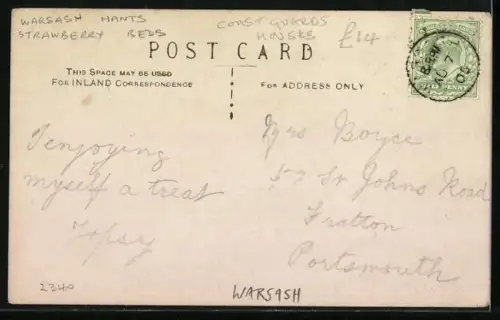 WARSASH HANTS
STRAWBERRY BEDS
COAST GUARDS
HOUSES
£14
POST CARD
THIS SPACE MAY BE USED
FOR INLAND CORRESPONDENCE
FOR ADDRESS ONLY
I enjoying
myself a treat
Topsy
Mrs Boyce
57 St Johns Road
Fratton
Portsmouth
2340
WARSASH